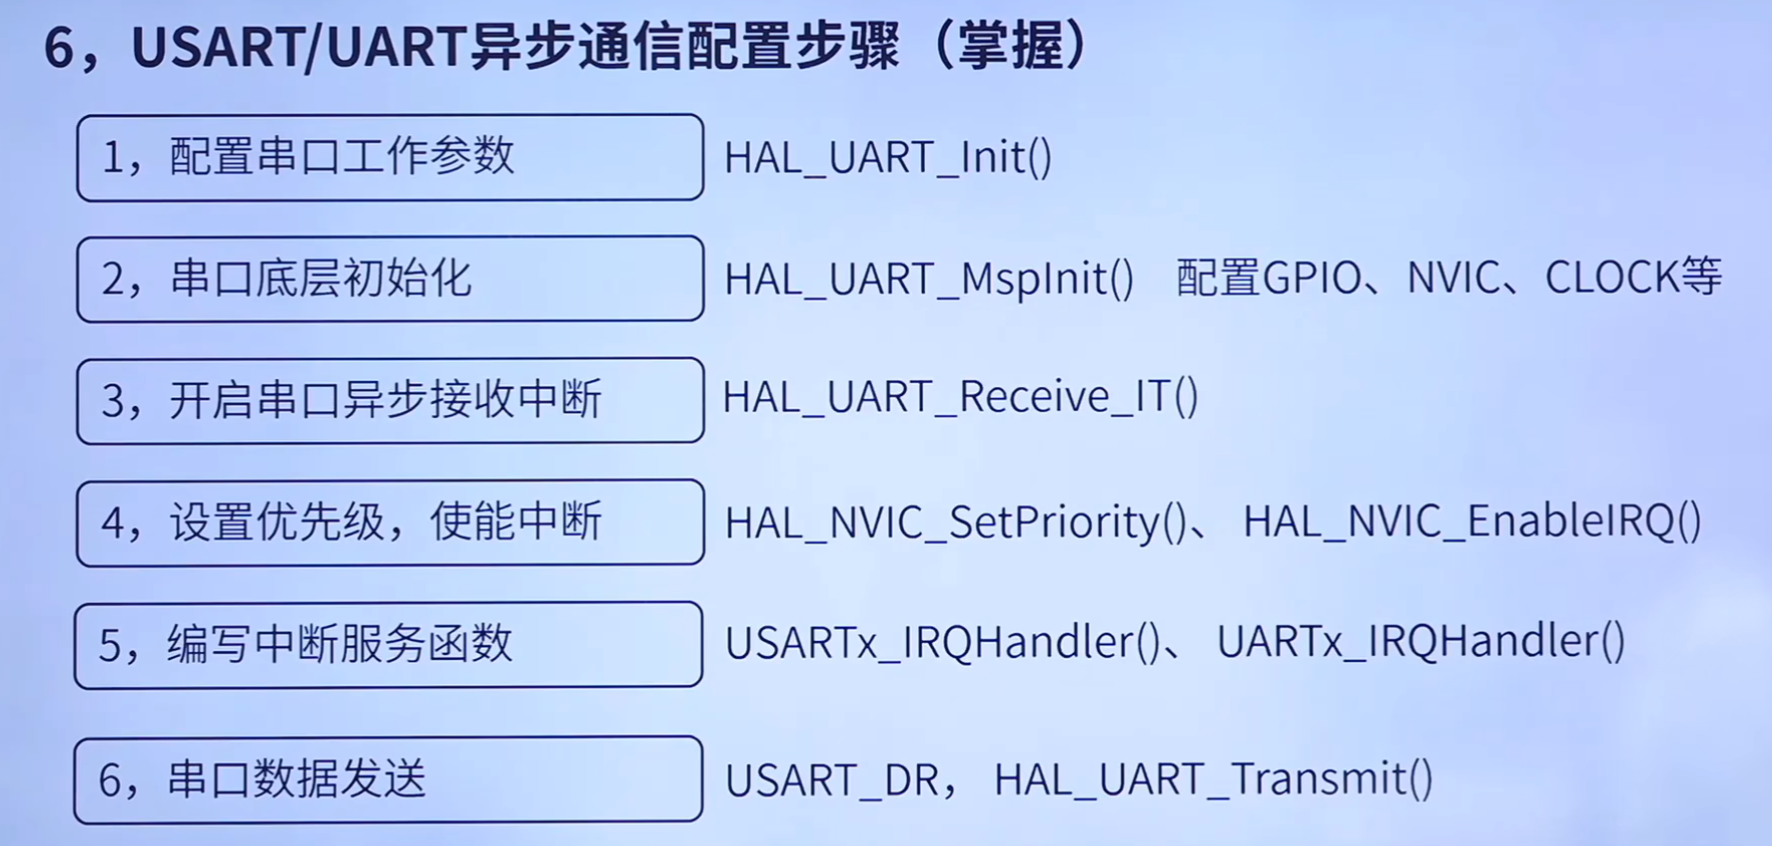 6，USART/UART异步通信配置步骤（掌握）
1，配置串口工作参数 HAL_UART_Init()
2，串口底层初始化 HAL_UART_MspInit() 配置GPIO、NVIC、CLOCK等
3，开启串口异步接收中断 HAL_UART_Receive_IT()
4，设置优先级，使能中断 HAL_NVIC_SetPriority()、 HAL_NVIC_EnableIRQ()
5，编写中断服务函数 USARTx_IRQHandler()、 UARTx_IRQHandler()
6，串口数据发送 USART_DR， HAL_UART_Transmit()